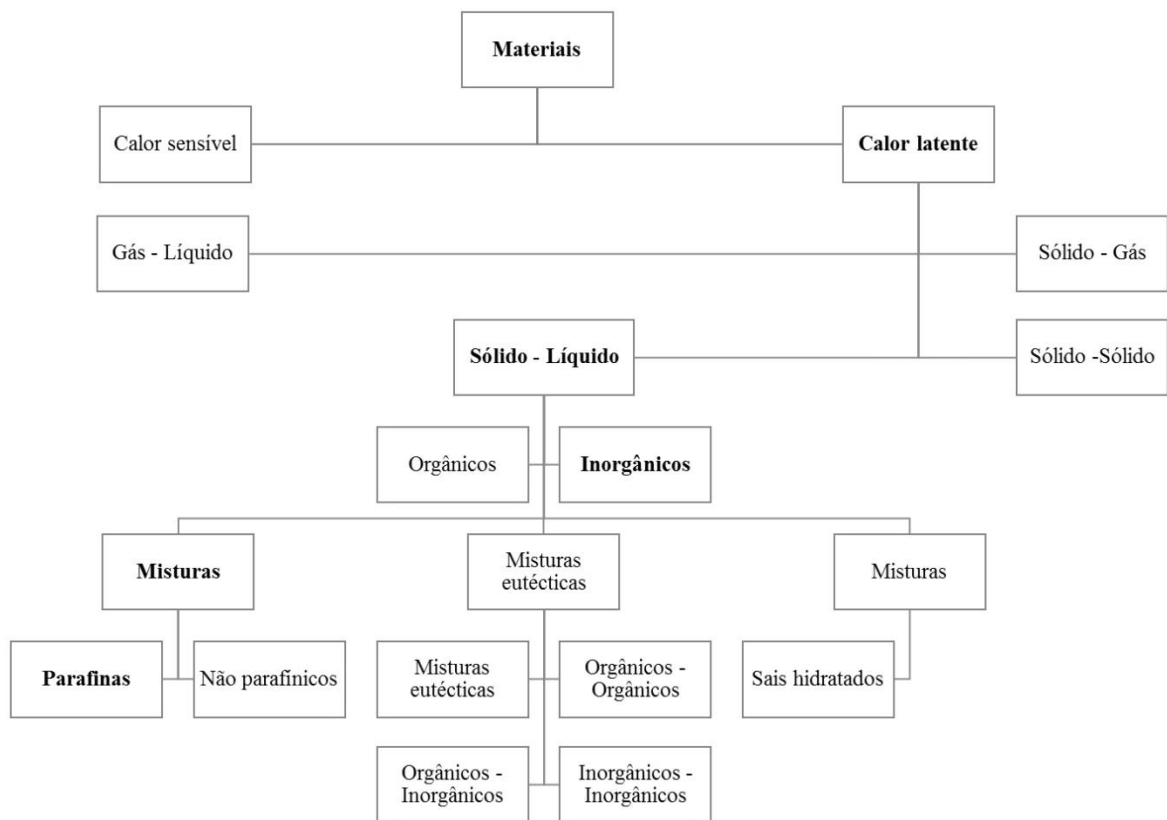 Materiais
Calor sensível
Calor latente
Gás - Líquido
Sólido - Gás
Sólido - Líquido
Sólido -Sólido
Orgânicos
Inorgânicos
Misturas
Misturas
eutécticas
Misturas
Parafinas
Não parafínicos
Misturas
eutécticas
Orgânicos -
Orgânicos
Sais hidratados
Orgânicos -
Inorgânicos
Inorgânicos -
Inorgânicos